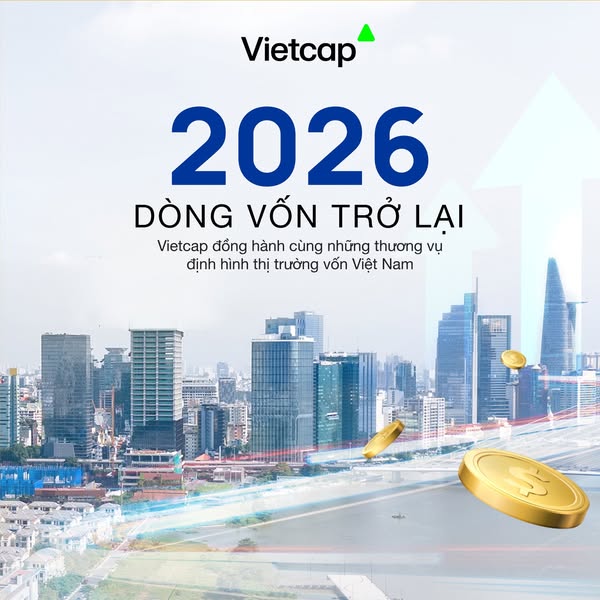 Vietcap
2026
DÒNG VỐN TRỞ LẠI
Vietcap đồng hành cùng những thương vụ
định hình thị trường vốn Việt Nam
$